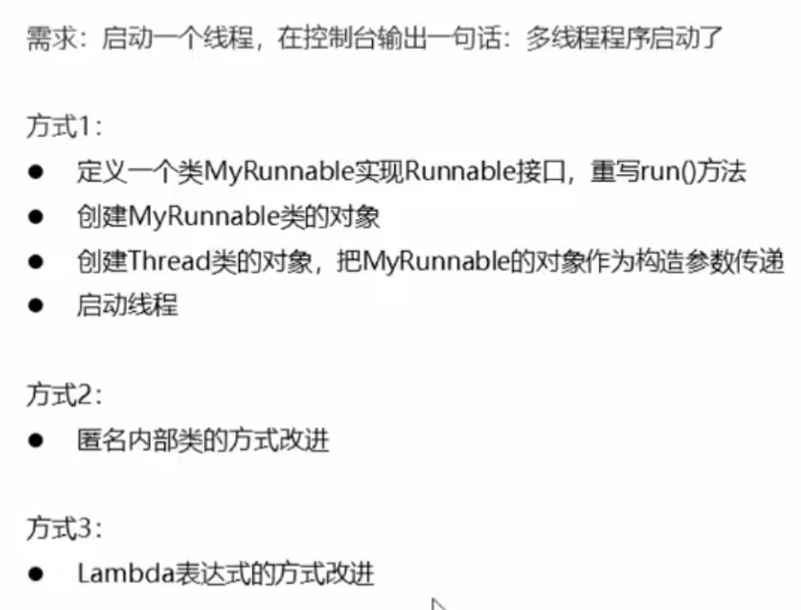 需求：启动一个线程，在控制台输出一句话：多线程程序启动了
方式1：
● 定义一个类MyRunnable实现Runnable接口，重写run()方法
● 创建MyRunnable类的对象
● 创建Thread类的对象，把MyRunnable的对象作为构造参数传递
● 启动线程
方式2：
● 匿名内部类的方式改进
方式3：
● Lambda表达式的方式改进